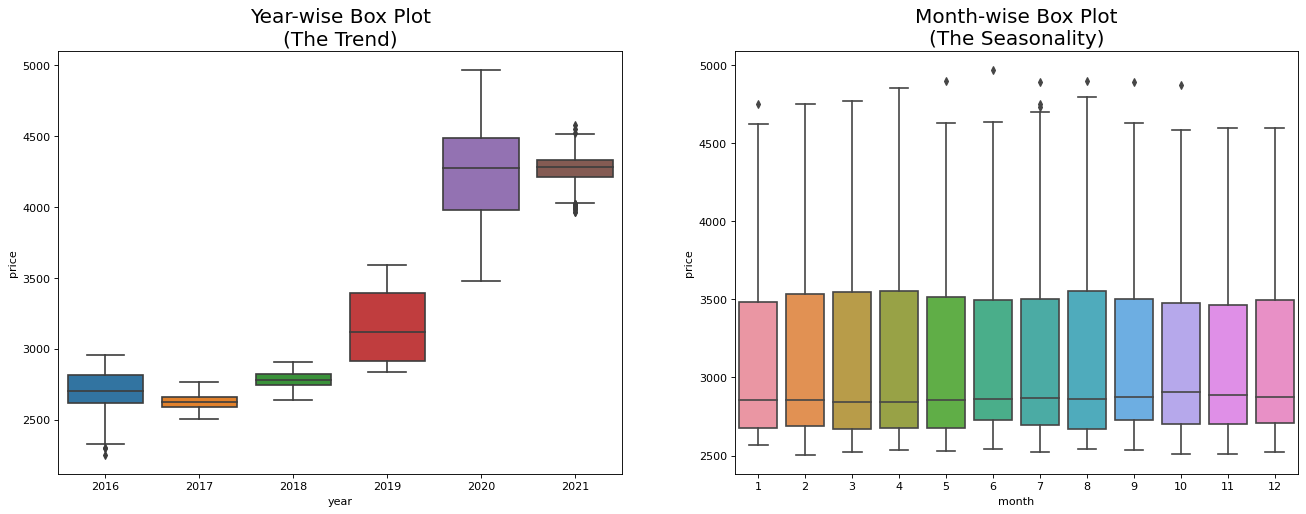 Year-wise Box Plot
(The Trend)
5000
4500
4000
3500
3000
2500
price
2016 2017 2018 2019 2020 2021
year
Month-wise Box Plot
(The Seasonality)
5000
4500
4000
3500
3000
2500
price
1 2 3 4 5 6 7 8 9 10 11 12
month